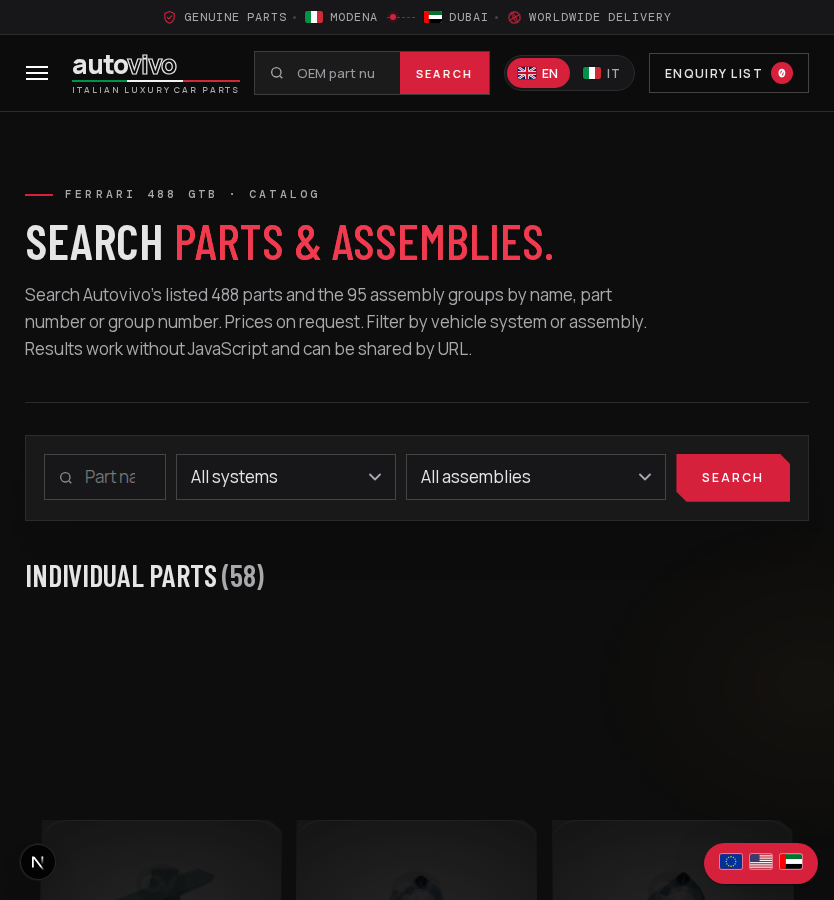 GENUINE PARTS · MODENA DUBAI · WORLDWIDE DELIVERY
autovivo
ITALIAN LUXURY CAR PARTS
OEM part nu
SEARCH
EN
IT
ENQUIRY LIST 0
FERRARI 488 GTB · CATALOG
SEARCH PARTS & ASSEMBLIES.
Search Autovivo's listed 488 parts and the 95 assembly groups by name, part
number or group number. Prices on request. Filter by vehicle system or assembly.
Results work without JavaScript and can be shared by URL.
Part na
All systems
All assemblies
SEARCH
INDIVIDUAL PARTS (58)
N